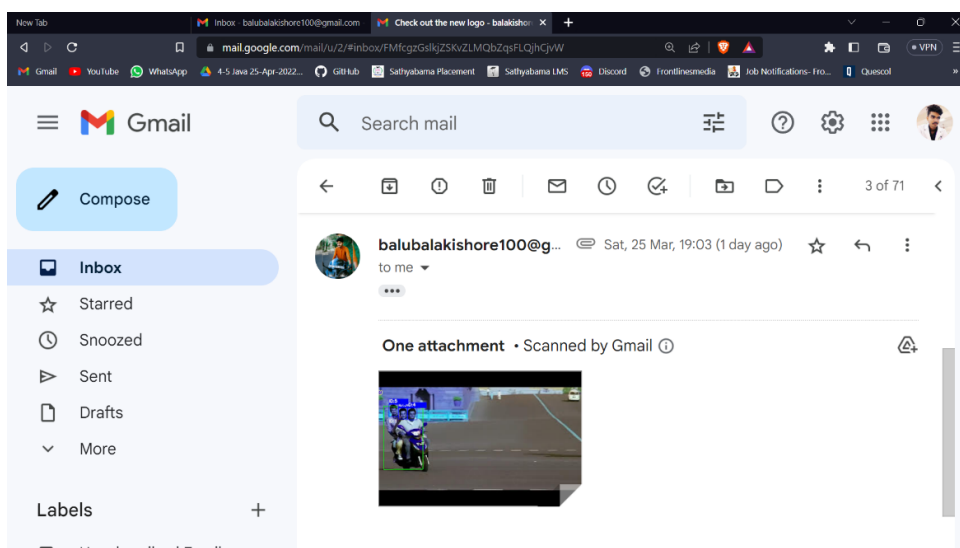 New Tab
Inbox - balubalakishore100@gmail.com
Check out the new logo - balakishor
mail.google.com/mail/u/2/#inbox/FMfcgzGslkjZSKvZLMQbZqsFLQjhCjvW
VPN
Gmail
YouTube
WhatsApp
4-5 Java 25-Apr-2022...
GitHub
Sathyabama Placement
Sathyabama LMS
Discord
Frontlinesmedia
Job Notifications- Fro...
Quescol
Gmail
Search mail
Compose
3 of 71
balubalakishore100@g... Sat, 25 Mar, 19:03 (1 day ago)
to me
Inbox
Starred
Snoozed
Sent
Drafts
More
Labels
One attachment • Scanned by Gmail